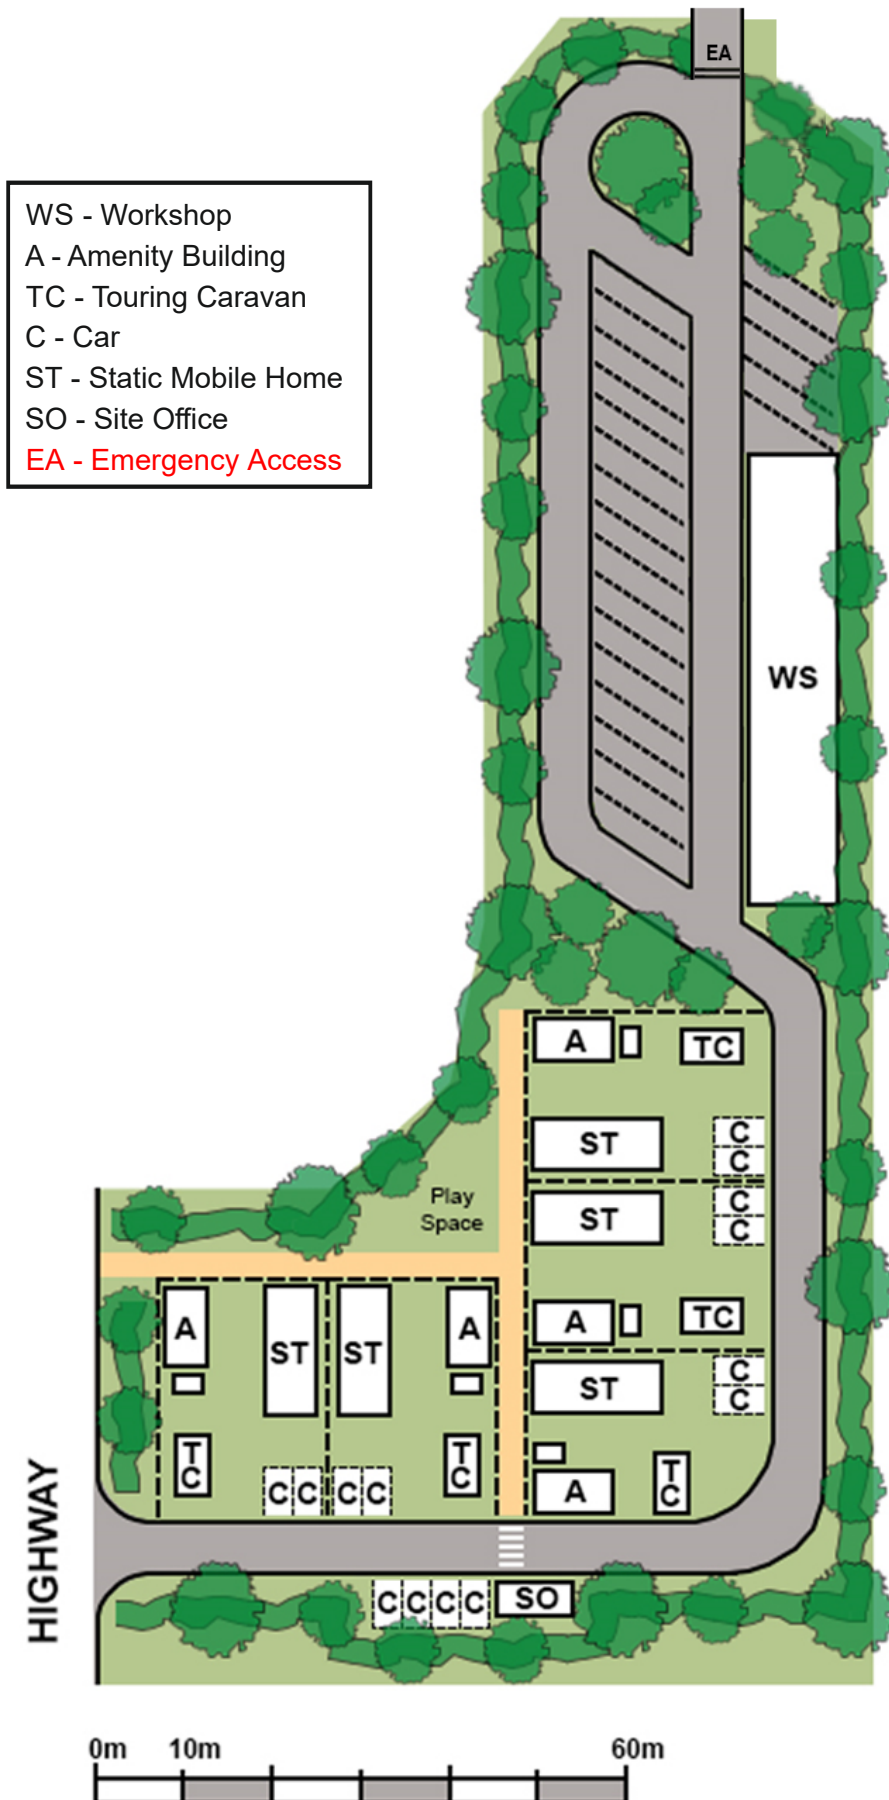 EA
WS - Workshop
A - Amenity Building
TC - Touring Caravan
C - Car
ST - Static Mobile Home
SO - Site Office
EA - Emergency Access
WS
A
TC
ST
C
C
Play
Space
ST
C
C
A
TC
A
ST
ST
A
ST
C
C
T
C
C
C
C
C
T
C
A
T
C
HIGHWAY
C
C
C
C
SO
0m
10m
60m